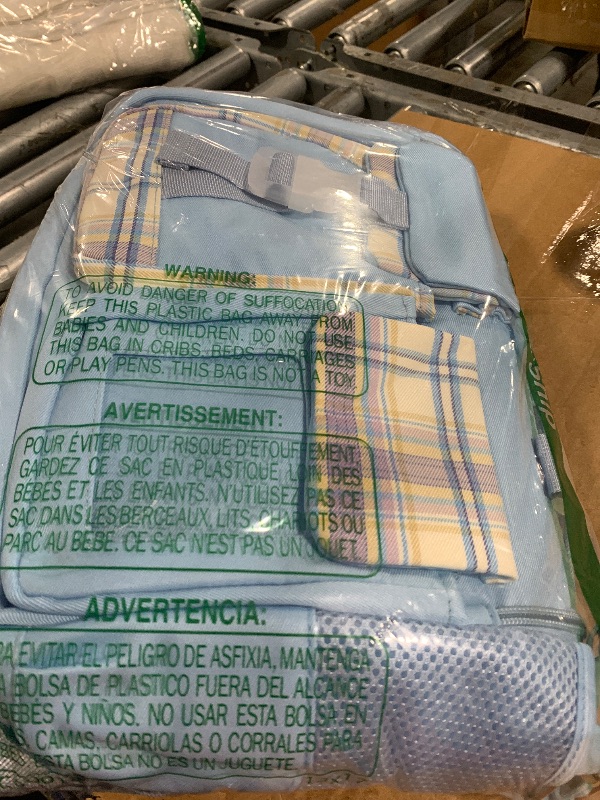 WARNING:
TO AVOID DANGER OF SUFFOCATION,
KEEP THIS PLASTIC BAG AWAY FROM
BABIES AND CHILDREN. DO NOT USE
THIS BAG IN CRIBS, BEDS, CARRIAGES
OR PLAY PENS. THIS BAG IS NOT A TOY.
AVERTISSEMENT:
POUR ÉVITER TOUT RISQUE D'ÉTOUFFEMENT,
GARDEZ CE SAC EN PLASTIQUE LOIN DES
BÉBES ET LES ENFANTS. N'UTILISEZ PAS CE
SAC DANS LES BERCEAUX, LITS, CHARIOTS OU
PARC AU BEBE. CE SAC N'EST PAS UN JOUET.
ADVERTENCIA:
EVITAR EL PELIGRO DE ASFIXIA, MANTENGA
BOLSA DE PLASTICO FUERA DEL ALCANCE
BEBÉS Y NIÑOS. NO USAR ESTA BOLSA EN
CAMAS, CARRIOLAS O CORRALES PARA
ESTA BOLSA NO ES UN JUGUETE.